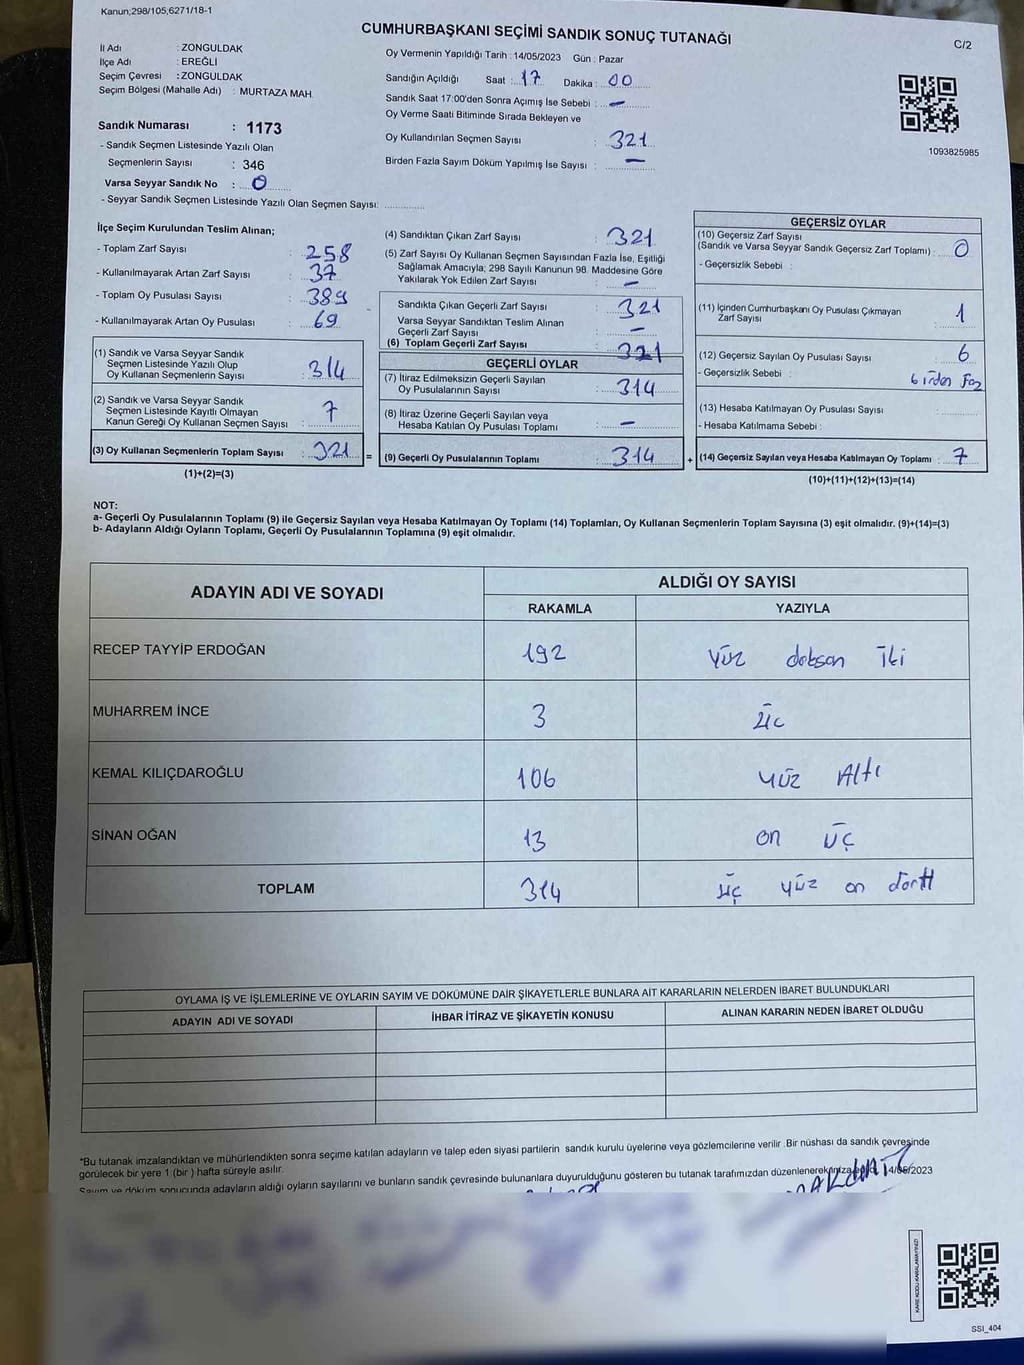 Kanun;298/105;6271/18-1
CUMHURBAŞKANI SEÇİMİ SANDIK SONUÇ TUTANAĞI
C/2
İl Adı : ZONGULDAK
İlçe Adı : EREĞLİ
Seçim Çevresi : ZONGULDAK
Seçim Bölgesi (Mahalle Adı) : MURTAZA MAH.
Oy Vermenin Yapıldığı Tarih : 14/05/2023 Gün : Pazar
Sandığın Açıldığı Saat : 17 Dakika : 00
Sandık Saat 17:00'den Sonra Açımış İse Sebebi : –
Oy Verme Saati Bitiminde Sırada Bekleyen ve
Oy Kullandırılan Seçmen Sayısı : 321
Birden Fazla Sayım Döküm Yapılmış İse Sayısı : –
1093825985
Sandık Numarası : 1173
- Sandık Seçmen Listesinde Yazılı Olan
Seçmenlerin Sayısı : 346
Varsa Seyyar Sandık No : 0
- Seyyar Sandık Seçmen Listesinde Yazılı Olan Seçmen Sayısı:
İlçe Seçim Kurulundan Teslim Alınan;
- Toplam Zarf Sayısı : 258
- Kullanılmayarak Artan Zarf Sayısı : 37
- Toplam Oy Pusulası Sayısı : 389
- Kullanılmayarak Artan Oy Pusulası : 69
(1) Sandık ve Varsa Seyyar Sandık
Seçmen Listesinde Yazılı Olup
Oy Kullanan Seçmenlerin Sayısı : 314
(2) Sandık ve Varsa Seyyar Sandık
Seçmen Listesinde Kayıtlı Olmayan
Kanun Gereği Oy Kullanan Seçmen Sayısı : 7
(3) Oy Kullanan Seçmenlerin Toplam Sayısı : 321 =
(1)+(2)=(3)
(4) Sandıktan Çıkan Zarf Sayısı : 321
(5) Zarf Sayısı Oy Kullanan Seçmen Sayısından Fazla İse, Eşitliği
Sağlamak Amacıyla; 298 Sayılı Kanunun 98. Maddesine Göre
Yakılarak Yok Edilen Zarf Sayısı : –
Sandıkta Çıkan Geçerli Zarf Sayısı : 321
Varsa Seyyar Sandıktan Teslim Alınan
Geçerli Zarf Sayısı : –
(6) Toplam Geçerli Zarf Sayısı : 321
GEÇERLİ OYLAR
(7) İtiraz Edilmeksizin Geçerli Sayılan
Oy Pusulalarının Sayısı : 314
(8) İtiraz Üzerine Geçerli Sayılan veya
Hesaba Katılan Oy Pusulası Toplamı : –
(9) Geçerli Oy Pusulalarının Toplamı : 314 +
GEÇERSİZ OYLAR
(10) Geçersiz Zarf Sayısı
(Sandık ve Varsa Seyyar Sandık Geçersiz Zarf Toplamı) : 0
- Geçersizlik Sebebi :
(11) İçinden Cumhurbaşkanı Oy Pusulası Çıkmayan
Zarf Sayısı : 1
(12) Geçersiz Sayılan Oy Pusulası Sayısı : 6
- Geçersizlik Sebebi : birden faz
(13) Hesaba Katılmayan Oy Pusulası Sayısı :
- Hesaba Katılmama Sebebi :
(14) Geçersiz Sayılan veya Hesaba Katılmayan Oy Toplamı : 7
(10)+(11)+(12)+(13)=(14)
NOT:
a- Geçerli Oy Pusulalarının Toplamı (9) ile Geçersiz Sayılan veya Hesaba Katılmayan Oy Toplamı (14) Toplamları, Oy Kullanan Seçmenlerin Toplam Sayısına (3) eşit olmalıdır. (9)+(14)=(3)
b- Adayların Aldığı Oyların Toplamı, Geçerli Oy Pusulalarının Toplamına (9) eşit olmalıdır.
ADAYIN ADI VE SOYADI ALDIĞI OY SAYISI
RAKAMLA YAZIYLA
RECEP TAYYİP ERDOĞAN 192 yüz doksan iki
MUHARREM İNCE 3 üc
KEMAL KILIÇDAROĞLU 106 yüz Altı
SİNAN OĞAN 13 on üç
TOPLAM 314 üç yüz on dörtt
OYLAMA İŞ VE İŞLEMLERİNE VE OYLARIN SAYIM VE DÖKÜMÜNE DAİR ŞİKAYETLERLE BUNLARA AİT KARARLARIN NELERDEN İBARET BULUNDUKLARI
ADAYIN ADI VE SOYADI İHBAR İTİRAZ VE ŞİKAYETİN KONUSU ALINAN KARARIN NEDEN İBARET OLDUĞU
*Bu tutanak imzalandıktan ve mühürlendikten sonra seçime katılan adayların ve talep eden siyasi partilerin sandık kurulu üyelerine veya gözlemcilerine verilir .Bir nüshası da sandık çevresinde
görülecek bir yere 1 (bir ) hafta süreyle asılır.
Sayım ve döküm sonucunda adayların aldığı oyların sayılarını ve bunların sandık çevresinde bulunanlara duyurulduğunu gösteren bu tutanak tarafımızdan düzenlenerek 14/05/2023
KARE KODU KARALAMAYINIZ!
SSI_404